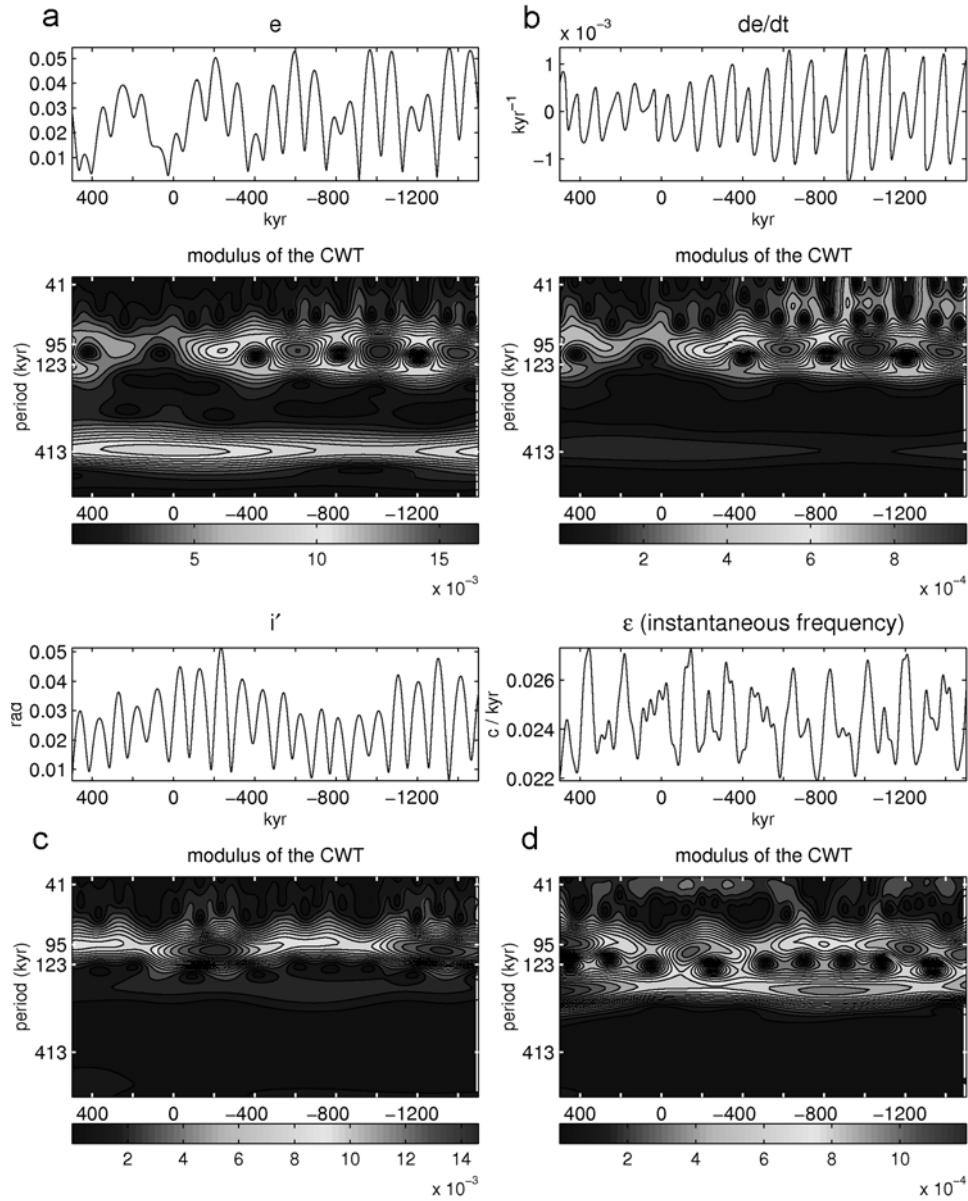 a
e
0.05
0.04
0.03
0.02
0.01
400 0 −400 −800 −1200
kyr
modulus of the CWT
period (kyr)
41
95
123
413
400 0 −400 −800 −1200
5 10 15
x 10⁻³
b
de/dt
x 10⁻³
kyr⁻¹
1
0
−1
400 0 −400 −800 −1200
kyr
modulus of the CWT
period (kyr)
41
95
123
413
400 0 −400 −800 −1200
2 4 6 8
x 10⁻⁴
i′
rad
0.05
0.04
0.03
0.02
0.01
400 0 −400 −800 −1200
kyr
c
modulus of the CWT
period (kyr)
41
95
123
413
400 0 −400 −800 −1200
2 4 6 8 10 12 14
x 10⁻³
ε (instantaneous frequency)
c / kyr
0.026
0.024
0.022
400 0 −400 −800 −1200
kyr
d
modulus of the CWT
period (kyr)
41
95
123
413
400 0 −400 −800 −1200
2 4 6 8 10
x 10⁻⁴